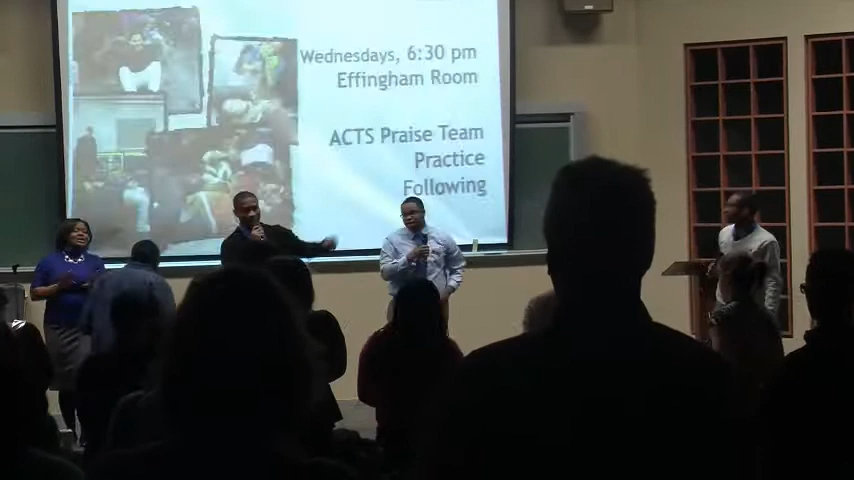 Wednesdays, 6:30 pm
Effingham Room
ACTS Praise Team
Practice
Following